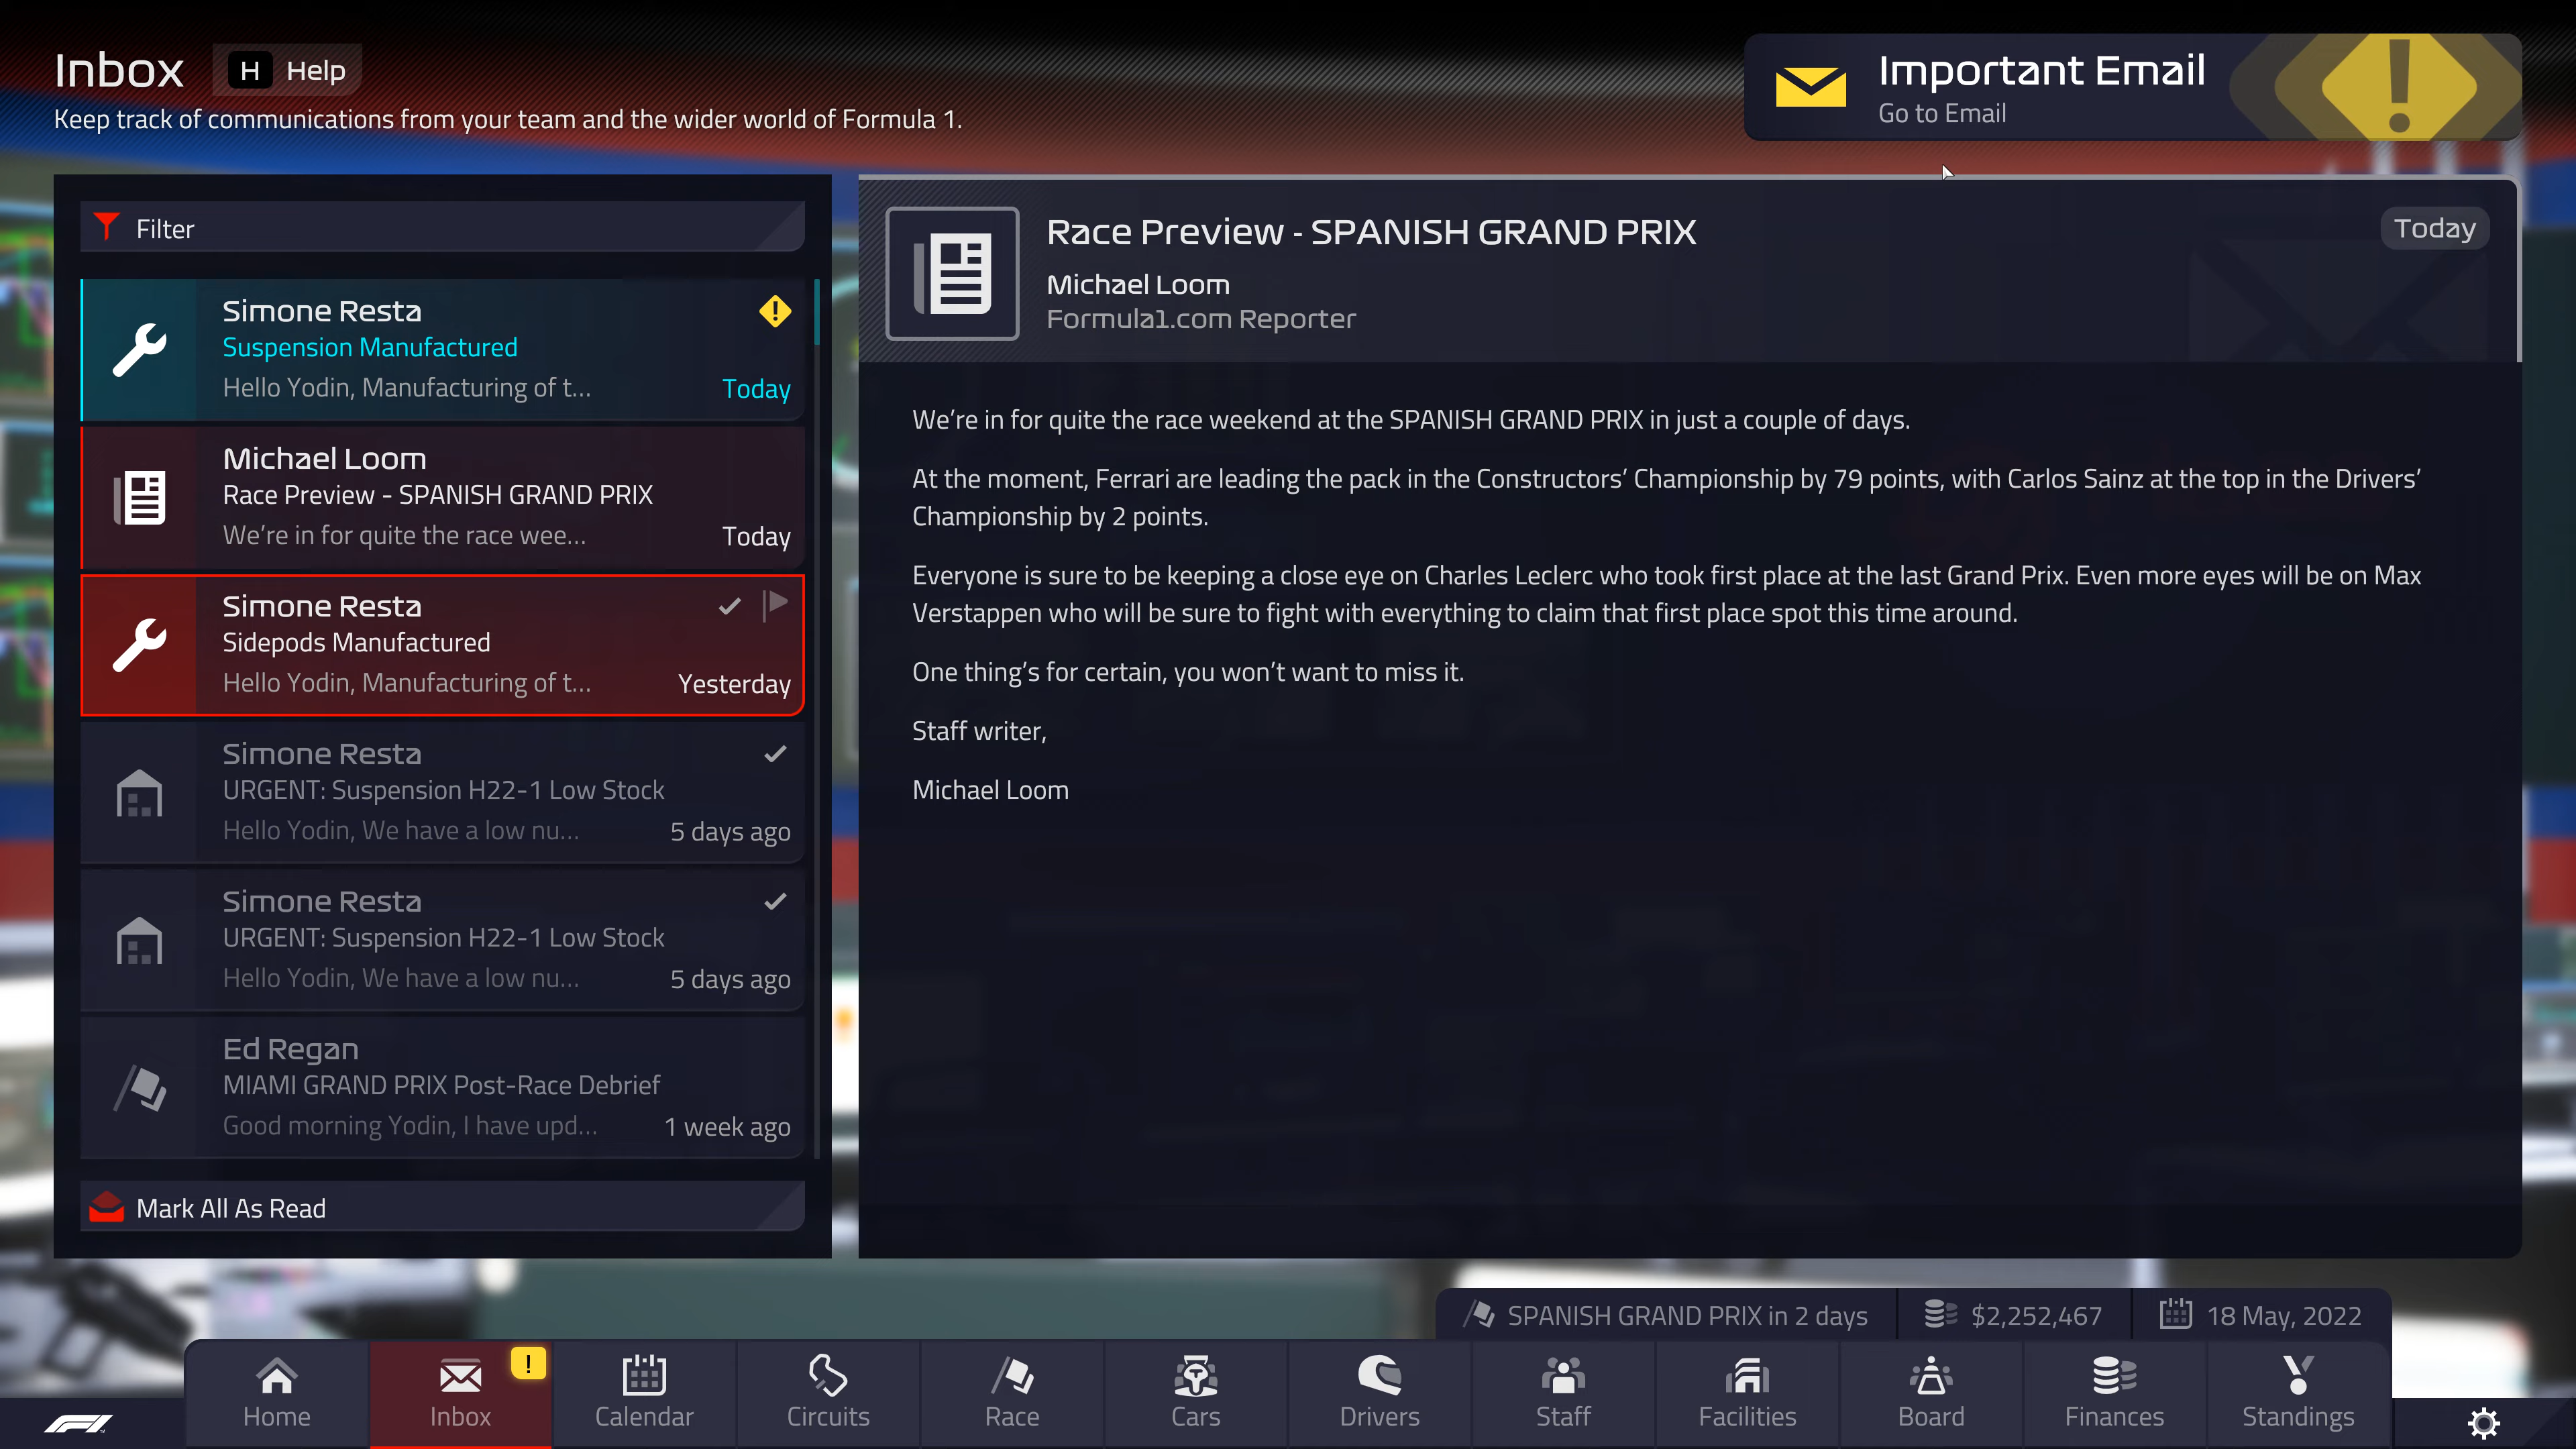 Inbox
H Help
Keep track of communications from your team and the wider world of Formula 1.
Important Email
Go to Email
Filter
Simone Resta
Suspension Manufactured
Hello Yodin, Manufacturing of t...
Today
Michael Loom
Race Preview - SPANISH GRAND PRIX
We're in for quite the race wee...
Today
Simone Resta
Sidepods Manufactured
Hello Yodin, Manufacturing of t...
Yesterday
Simone Resta
URGENT: Suspension H22-1 Low Stock
Hello Yodin, We have a low nu...
5 days ago
Simone Resta
URGENT: Suspension H22-1 Low Stock
Hello Yodin, We have a low nu...
5 days ago
Ed Regan
MIAMI GRAND PRIX Post-Race Debrief
Good morning Yodin, I have upd...
1 week ago
Mark All As Read
Race Preview - SPANISH GRAND PRIX
Today
Michael Loom
Formula1.com Reporter
We're in for quite the race weekend at the SPANISH GRAND PRIX in just a couple of days.
At the moment, Ferrari are leading the pack in the Constructors' Championship by 79 points, with Carlos Sainz at the top in the Drivers'
Championship by 2 points.
Everyone is sure to be keeping a close eye on Charles Leclerc who took first place at the last Grand Prix. Even more eyes will be on Max
Verstappen who will be sure to fight with everything to claim that first place spot this time around.
One thing's for certain, you won't want to miss it.
Staff writer,
Michael Loom
SPANISH GRAND PRIX in 2 days
$2,252,467
18 May, 2022
F1
Home
Inbox
Calendar
Circuits
Race
Cars
Drivers
Staff
Facilities
Board
Finances
Standings